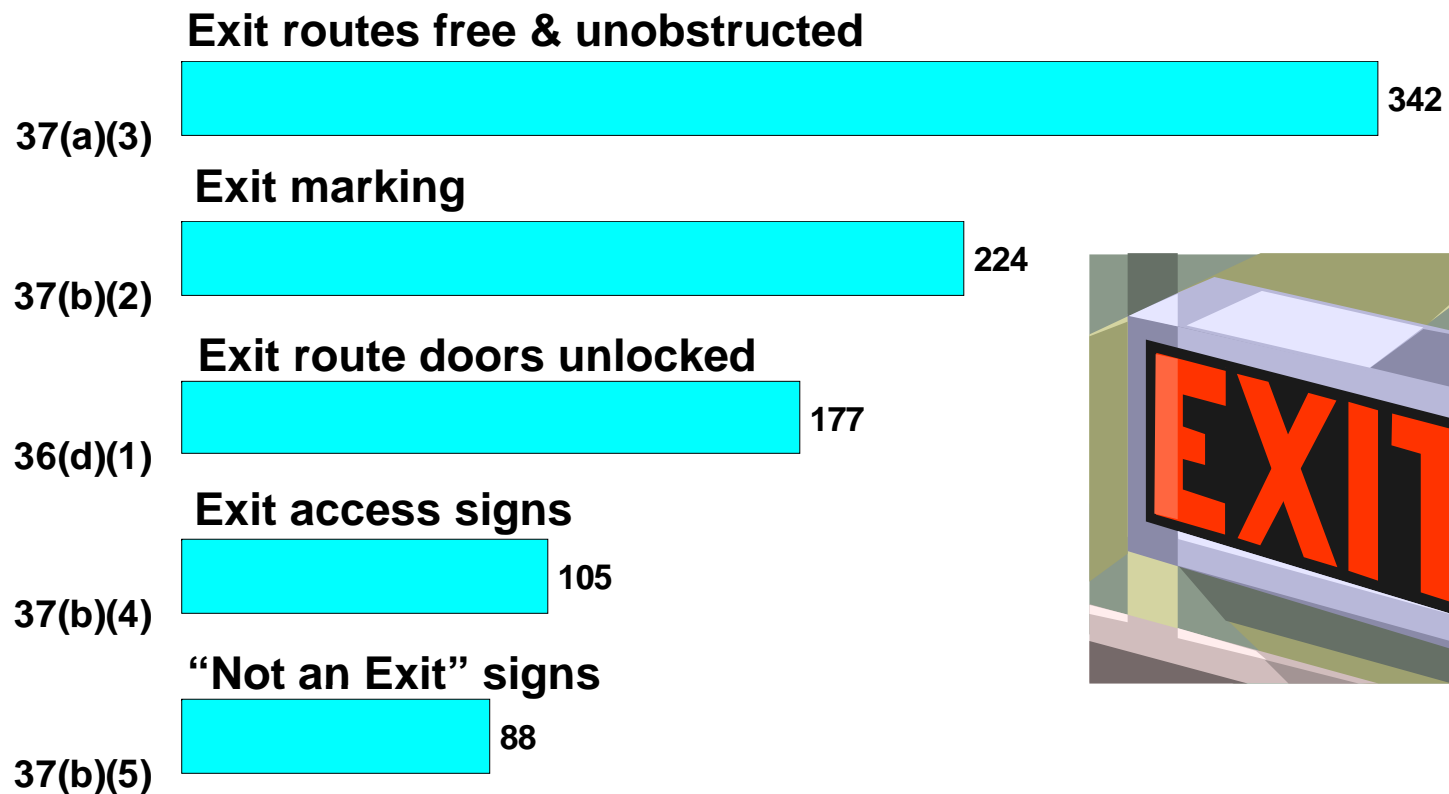 Exit routes free & unobstructed
342
37(a)(3)
Exit marking
224
37(b)(2)
Exit route doors unlocked
177
36(d)(1)
Exit access signs
105
37(b)(4)
“Not an Exit” signs
88
37(b)(5)
EXIT